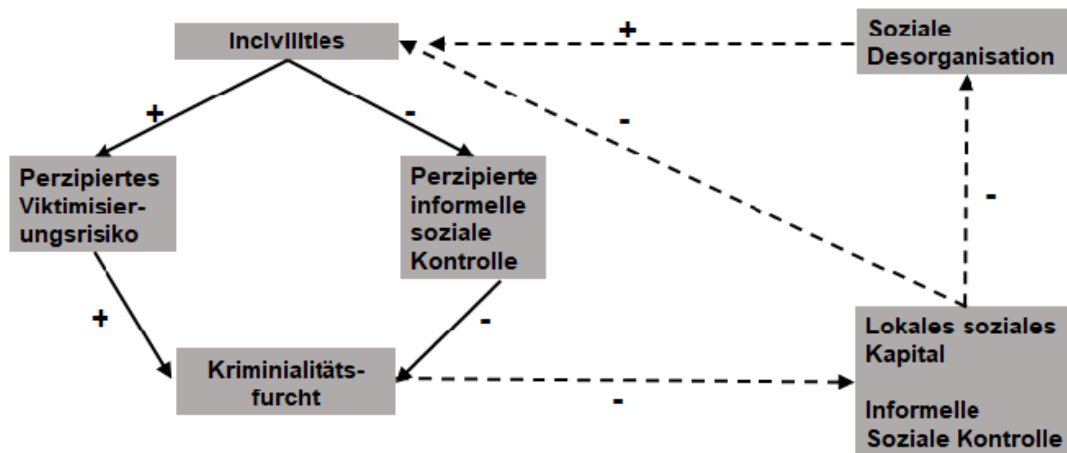 Incivilities
+
Soziale
Desorganisation
+
-
-
Perzipiertes
Viktimisier-
ungsrisiko
Perzipierte
informelle
soziale
Kontrolle
-
+
-
Kriminialitäts-
furcht
-
Lokales soziales
Kapital
Informelle
Soziale Kontrolle